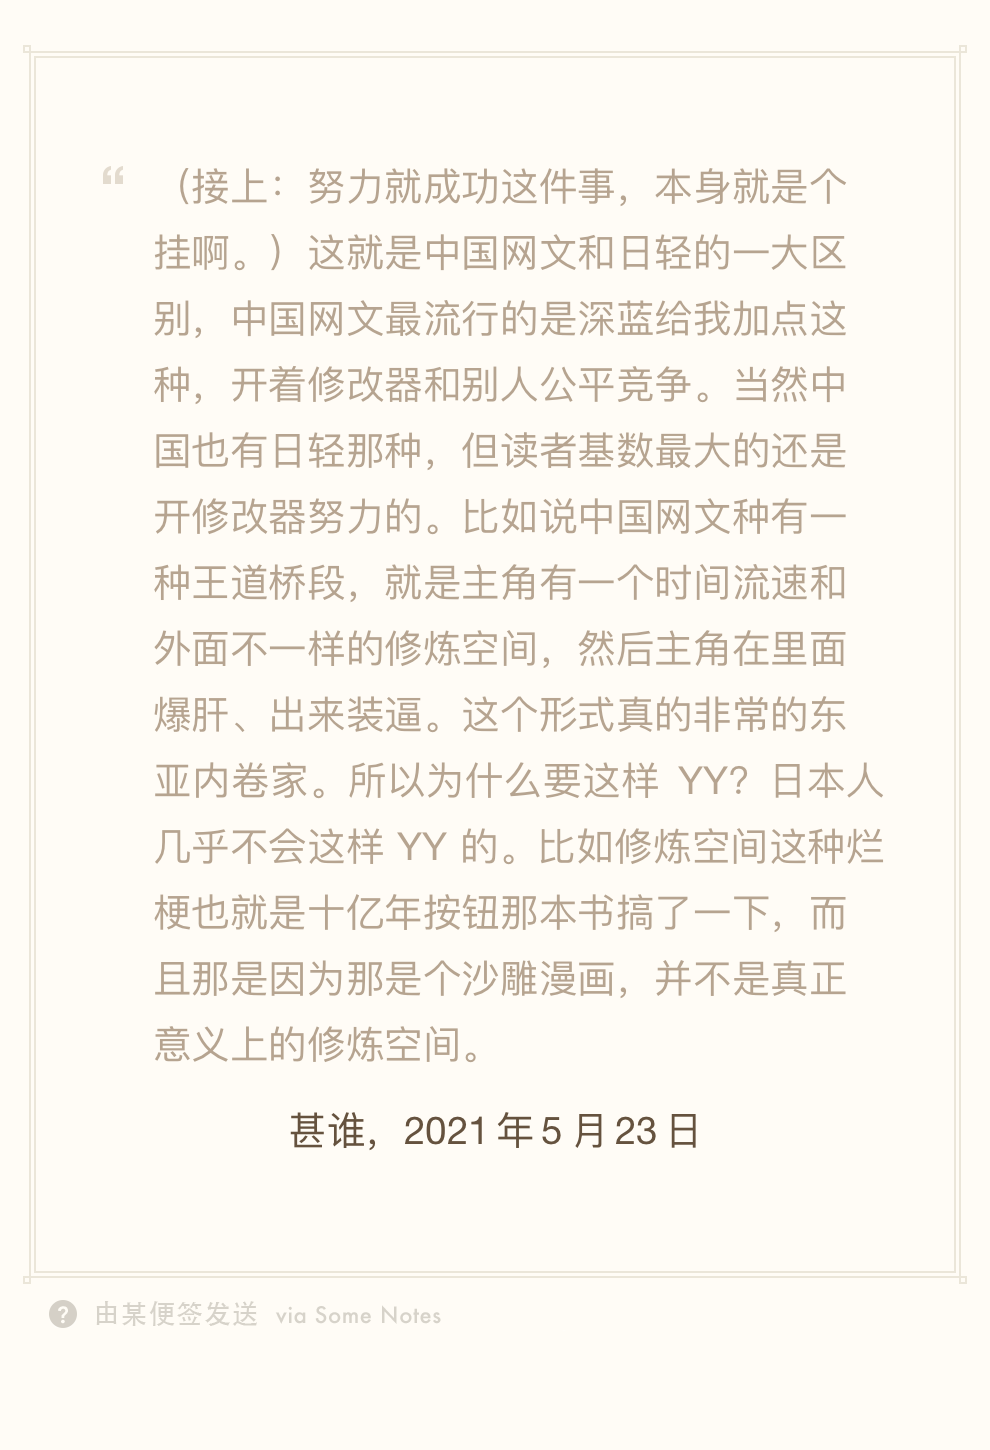 “ （接上：努力就成功这件事，本身就是个
挂啊。）这就是中国网文和日轻的一大区
别，中国网文最流行的是深蓝给我加点这
种，开着修改器和别人公平竞争。当然中
国也有日轻那种，但读者基数最大的还是
开修改器努力的。比如说中国网文种有一
种王道桥段，就是主角有一个时间流速和
外面不一样的修炼空间，然后主角在里面
爆肝、出来装逼。这个形式真的非常的东
亚内卷家。所以为什么要这样 YY？日本人
几乎不会这样 YY 的。比如修炼空间这种烂
梗也就是十亿年按钮那本书搞了一下，而
且那是因为那是个沙雕漫画，并不是真正
意义上的修炼空间。
甚谁，2021 年 5 月 23 日
? 由某便签发送 via Some Notes